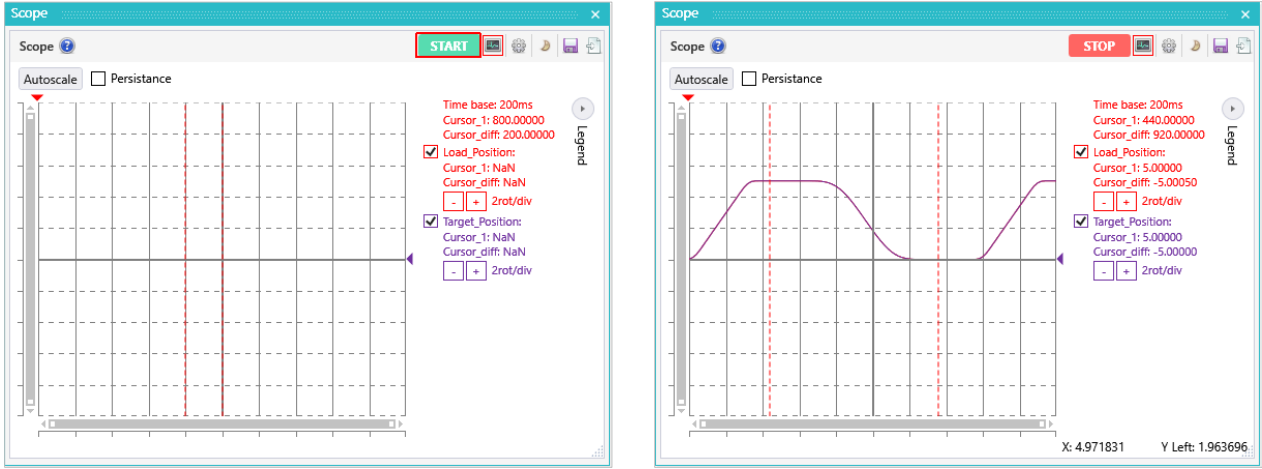 Scope
Scope
START
Autoscale
Persistance
Time base: 200ms
Cursor_1: 800.00000
Cursor_diff: 200.00000
Load_Position:
Cursor_1: NaN
Cursor_diff: NaN
- + 2rot/div
Target_Position:
Cursor_1: NaN
Cursor_diff: NaN
- + 2rot/div
Legend
Scope
Scope
STOP
Autoscale
Persistance
Time base: 200ms
Cursor_1: 440.00000
Cursor_diff: 920.00000
Load_Position:
Cursor_1: 5.00000
Cursor_diff: -5.00050
- + 2rot/div
Target_Position:
Cursor_1: 5.00000
Cursor_diff: -5.00000
- + 2rot/div
Legend
X: 4.971831 Y Left: 1.963696